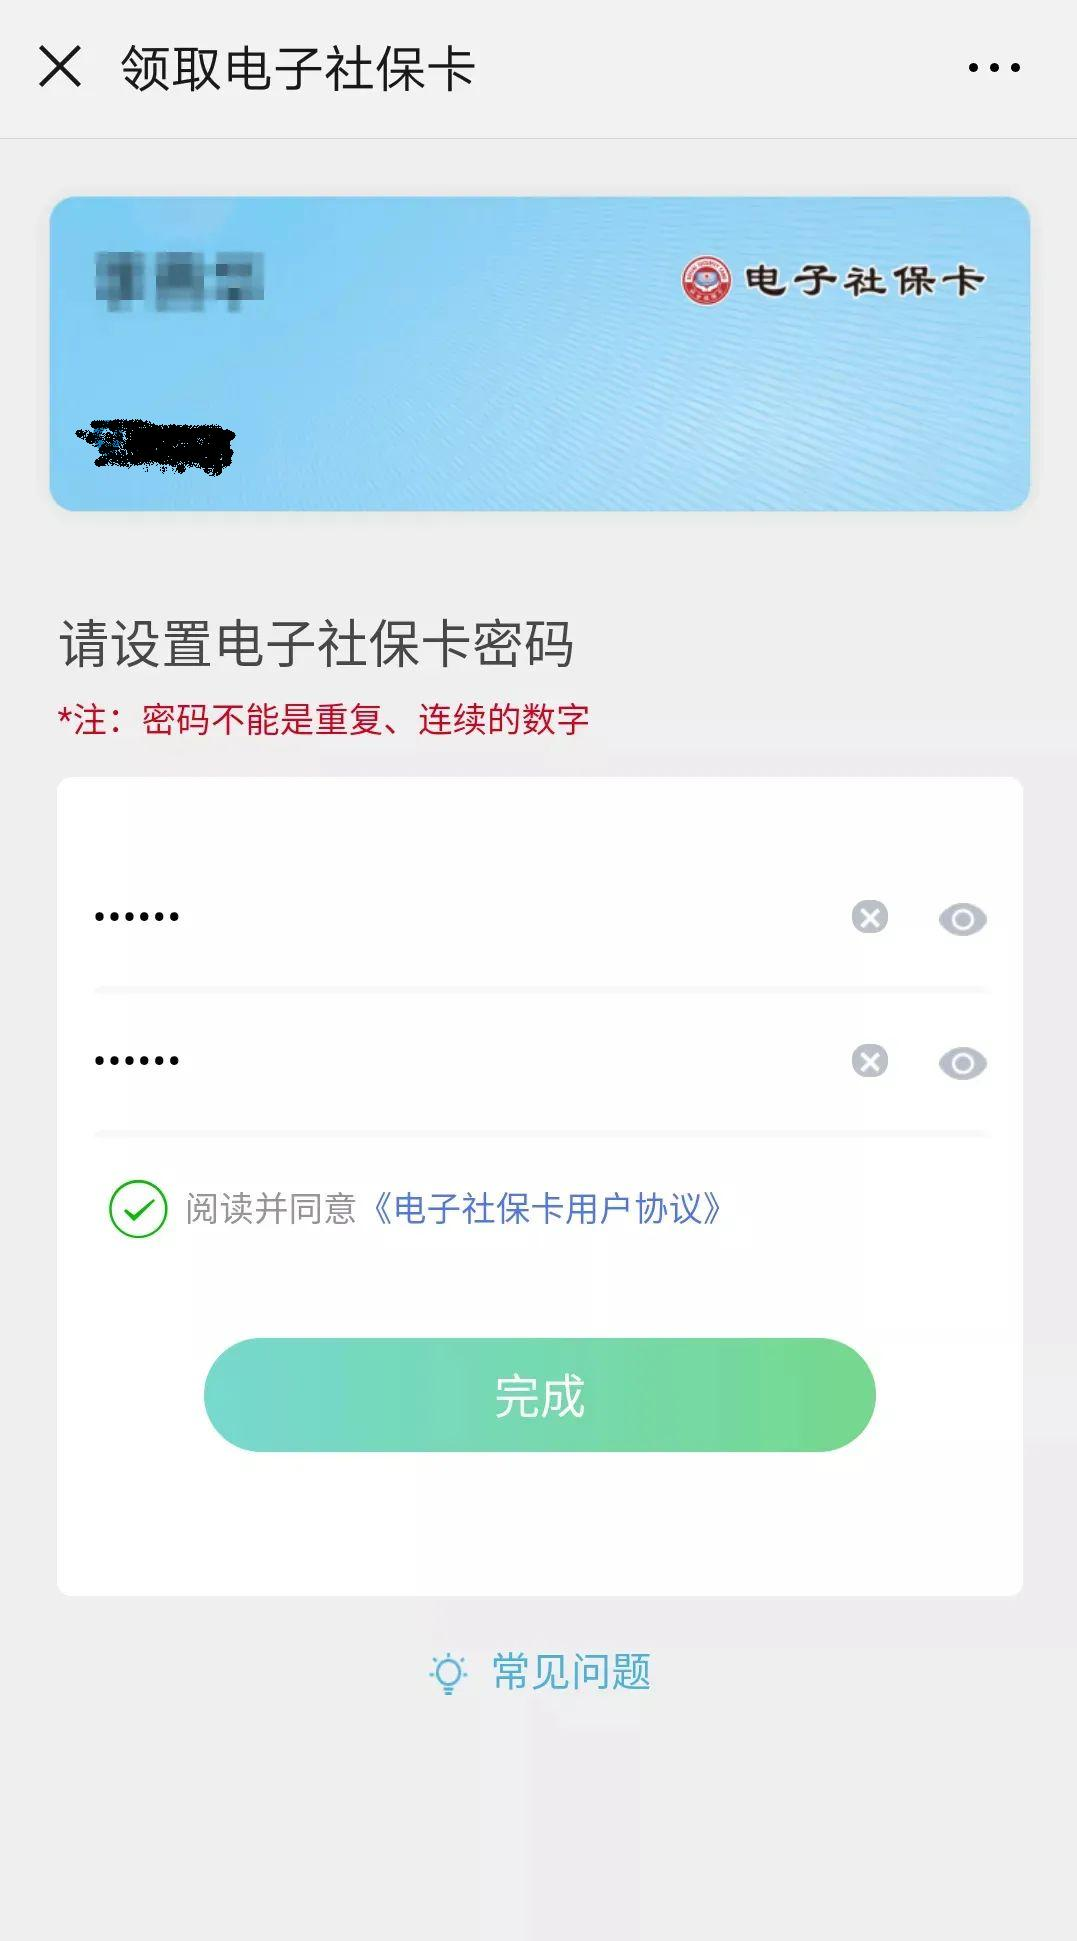 领取电子社保卡
电子社保卡
请设置电子社保卡密码
*注：密码不能是重复、连续的数字
••••••
••••••
阅读并同意《电子社保卡用户协议》
完成
常见问题